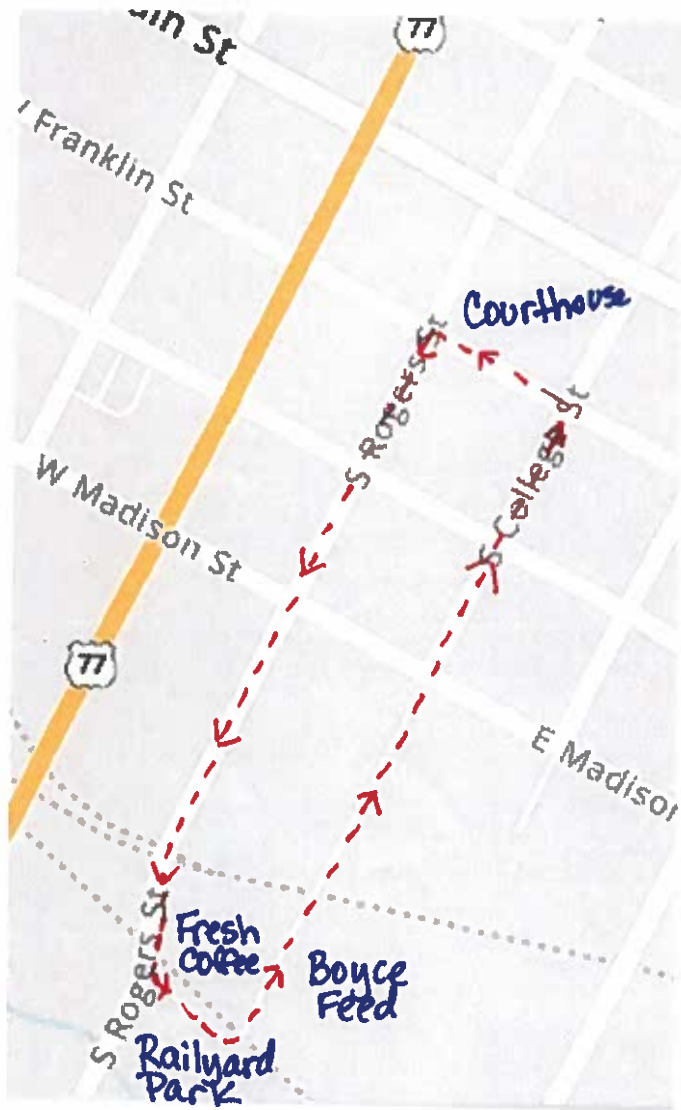 ain St
77
Franklin St
Courthouse
S Rogers St
S College St
W Madison St
77
E Madison
S Rogers St
Fresh
Coffee
Boyce
Feed
Railyard
Park